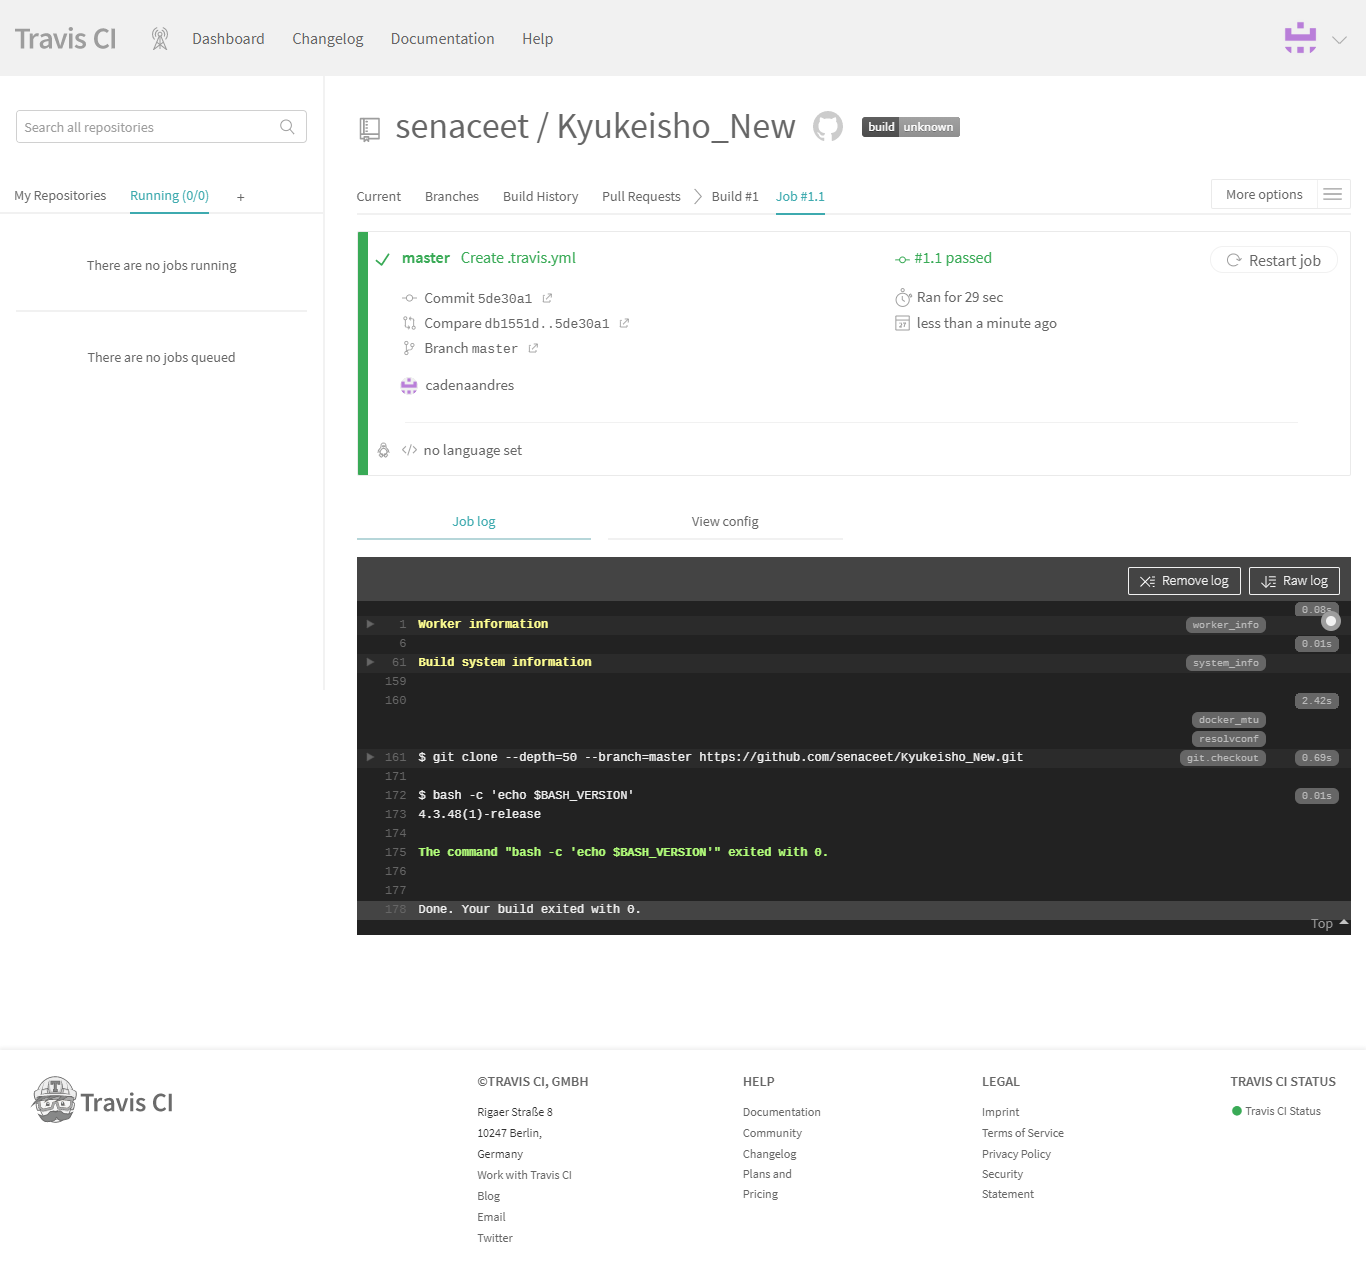 Travis CI
Dashboard
Changelog
Documentation
Help
Search all repositories
My Repositories
Running (0/0)
+
There are no jobs running
There are no jobs queued
senaceet / Kyukeisho_New
build unknown
Current
Branches
Build History
Pull Requests
Build #1
Job #1.1
More options
master Create .travis.yml
#1.1 passed
Restart job
Commit 5de30a1
Ran for 29 sec
Compare db1551d..5de30a1
less than a minute ago
Branch master
cadenaandres
no language set
Job log
View config
Remove log
Raw log
0.08s
1 Worker information worker_info
6 0.01s
61 Build system information system_info
159
160 2.42s
docker_mtu
resolvconf
161 $ git clone --depth=50 --branch=master https://github.com/senaceet/Kyukeisho_New.git git.checkout 0.69s
171
172 $ bash -c 'echo $BASH_VERSION' 0.01s
173 4.3.48(1)-release
174
175 The command "bash -c 'echo $BASH_VERSION'" exited with 0.
176
177
178 Done. Your build exited with 0.
Top
T
Travis CI
©TRAVIS CI, GMBH
Rigaer Straße 8
10247 Berlin,
Germany
Work with Travis CI
Blog
Email
Twitter
HELP
Documentation
Community
Changelog
Plans and
Pricing
LEGAL
Imprint
Terms of Service
Privacy Policy
Security
Statement
TRAVIS CI STATUS
Travis CI Status